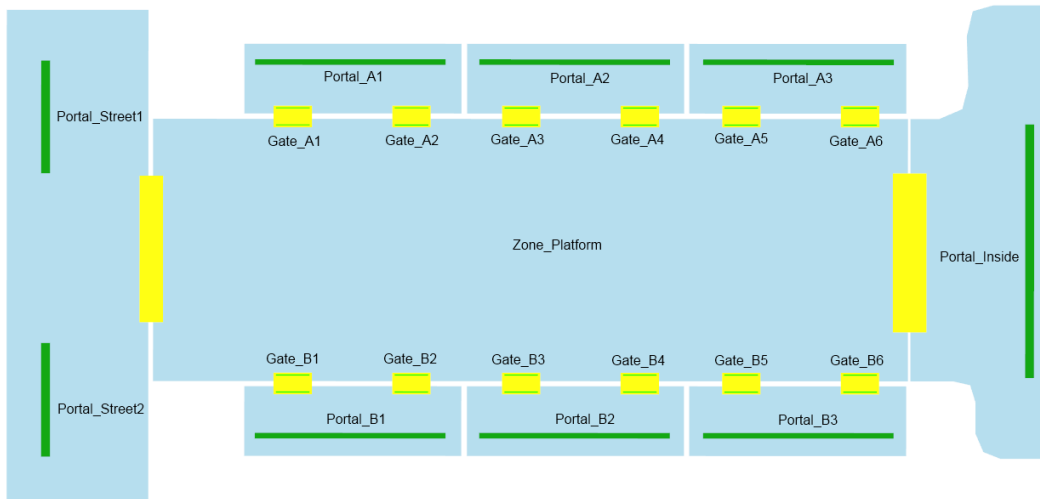 Portal_A1
Portal_A2
Portal_A3
Portal_Street1
Gate_A1
Gate_A2
Gate_A3
Gate_A4
Gate_A5
Gate_A6
Zone_Platform
Portal_Inside
Gate_B1
Gate_B2
Gate_B3
Gate_B4
Gate_B5
Gate_B6
Portal_Street2
Portal_B1
Portal_B2
Portal_B3